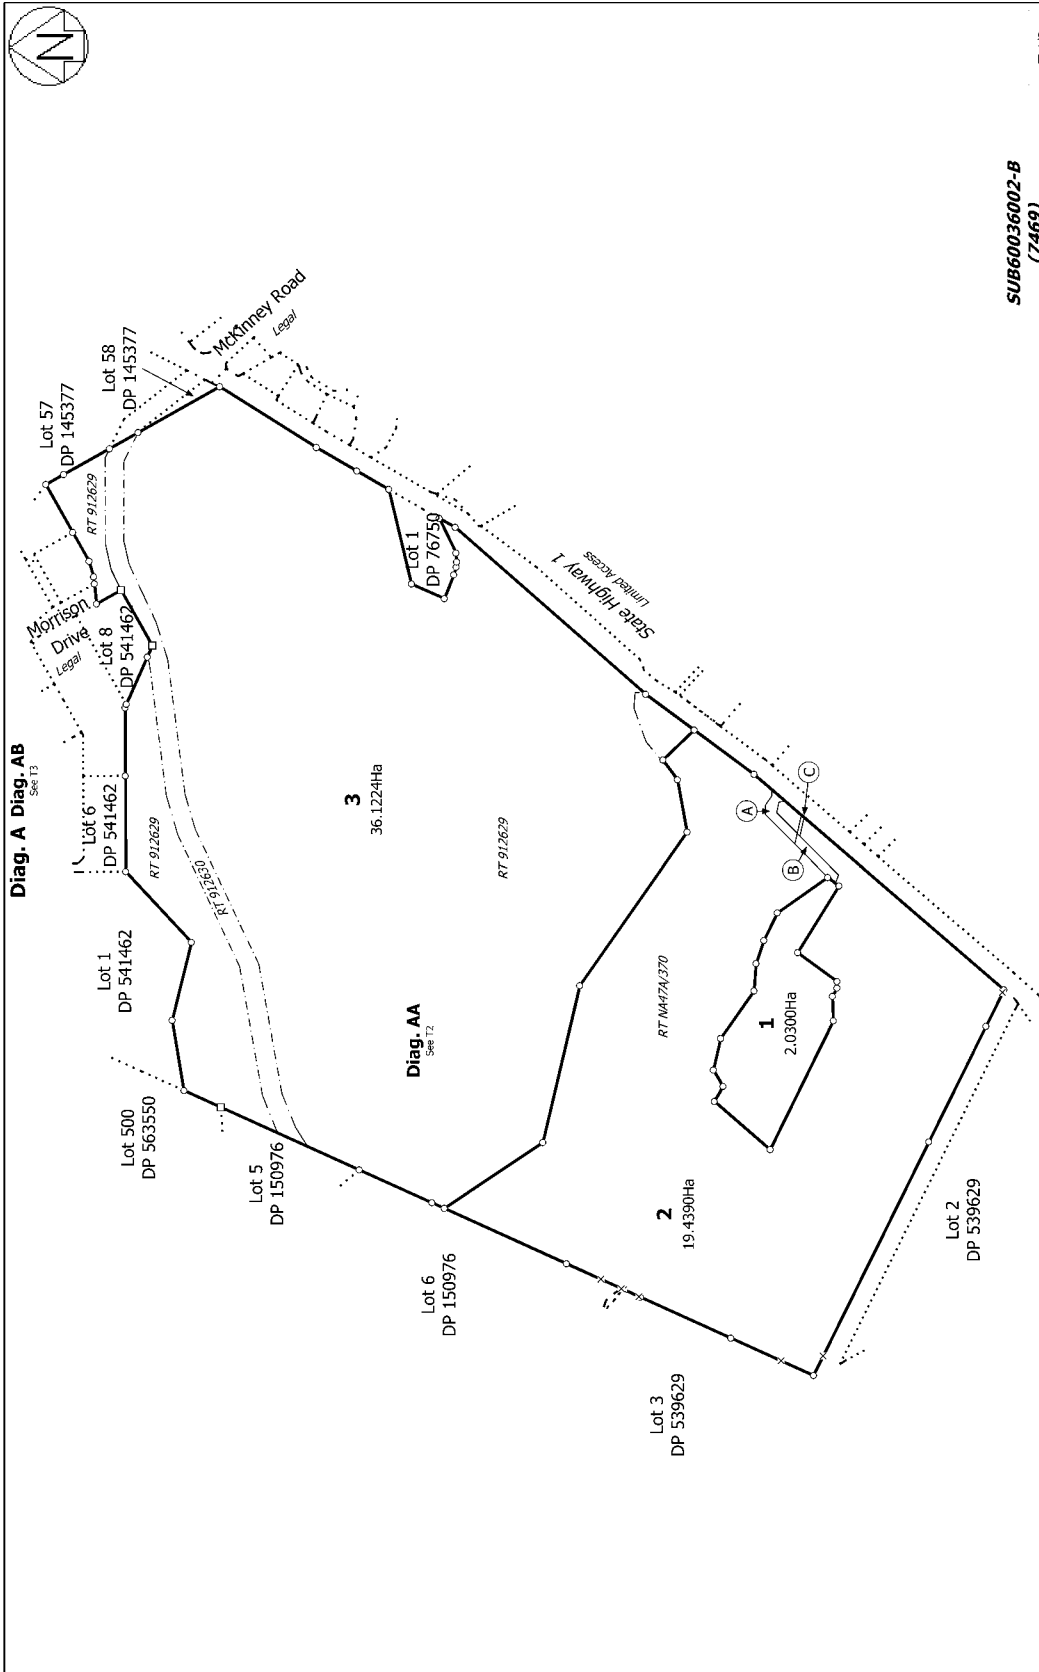 N
Diag. A Diag. AB
See T3
Lot 57
DP 145377
Lot 58
DP 145377
McKinney Road
Legal
RT 912629
Morrison
Drive
Legal
Lot 8
DP 541462
Lot 6
DP 541462
RT 912629
Lot 1
DP 541462
RT 912630
Lot 500
DP 563550
Lot 5
DP 150976
Lot 1
DP 76750
3
36.1224Ha
RT 912629
State Highway 1
Limited Access
Diag. AA
See T2
Lot 6
DP 150976
RT NA47A/370
A
B
C
1
2.0300Ha
2
19.4390Ha
Lot 3
DP 539629
Lot 2
DP 539629
SUB60036002-B
(7469)